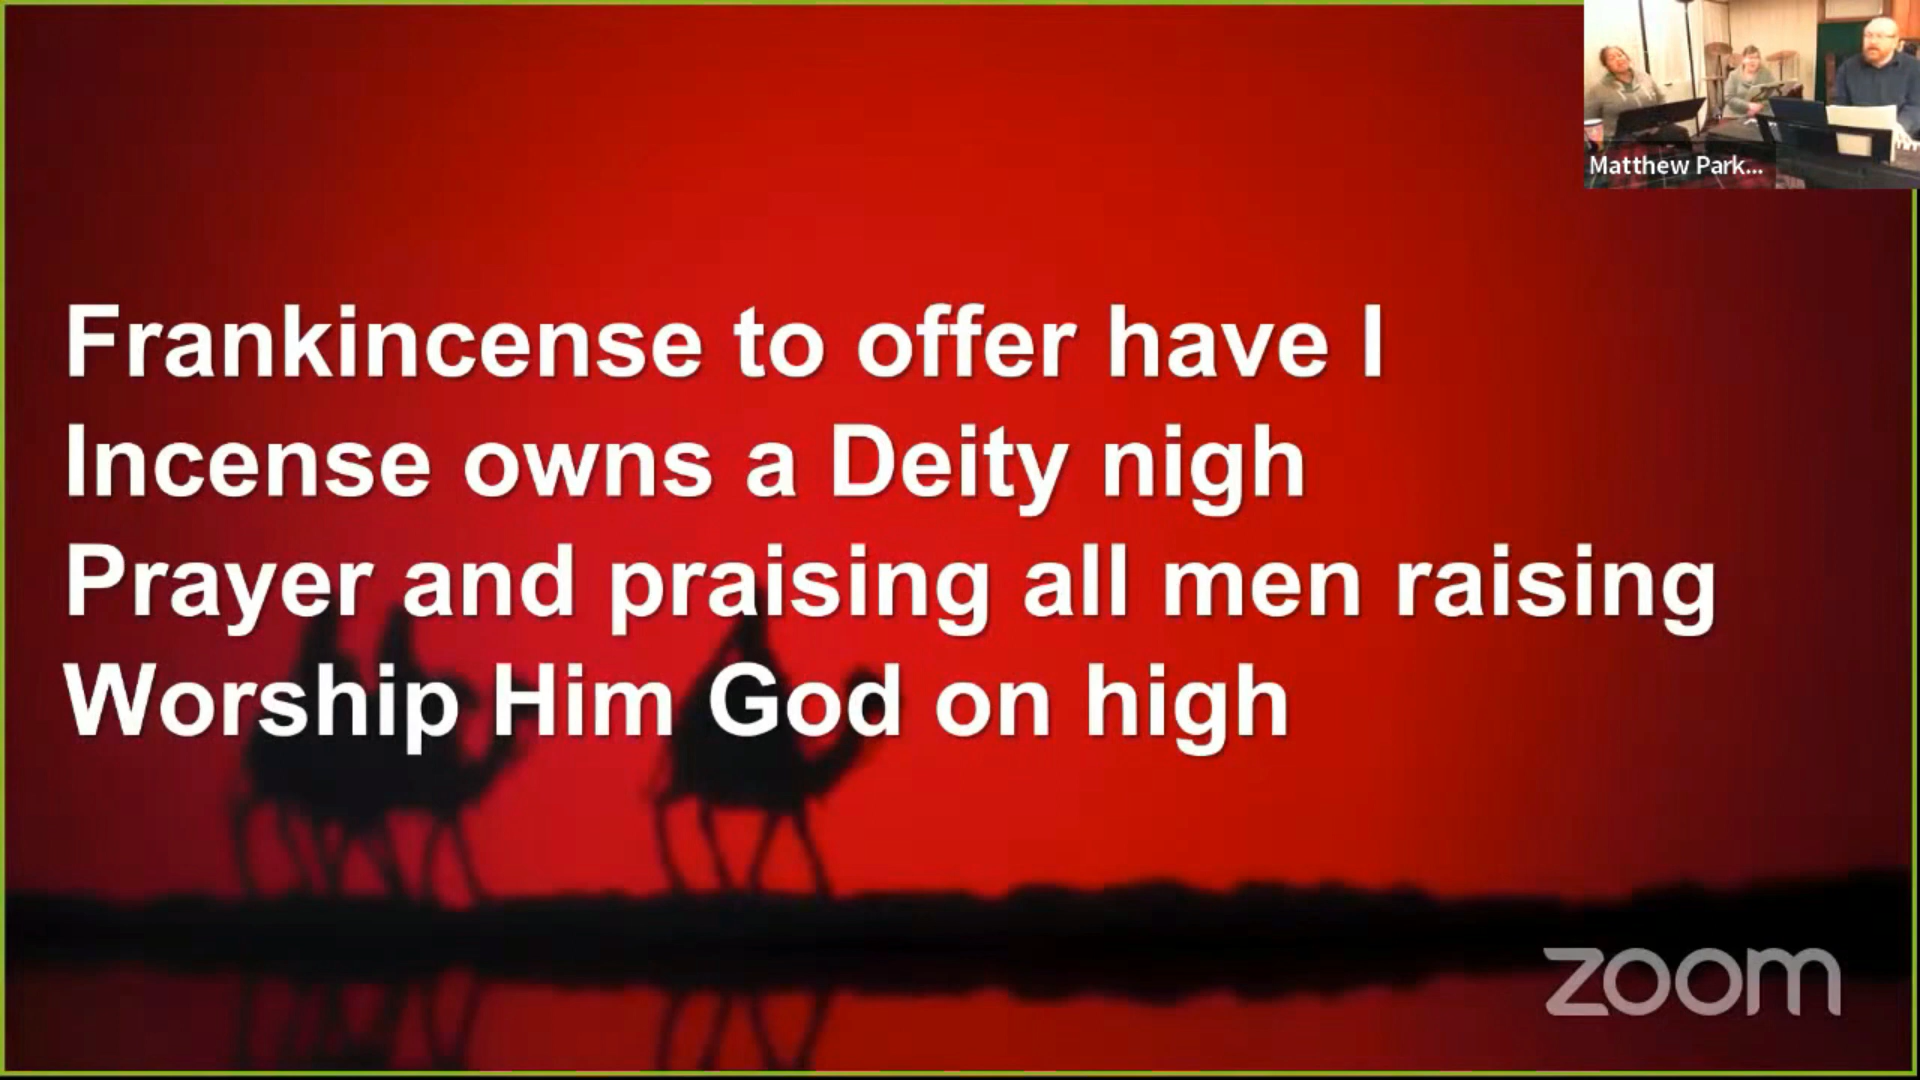 Matthew Park...
Frankincense to offer have I
Incense owns a Deity nigh
Prayer and praising all men raising
Worship Him God on high
zoom